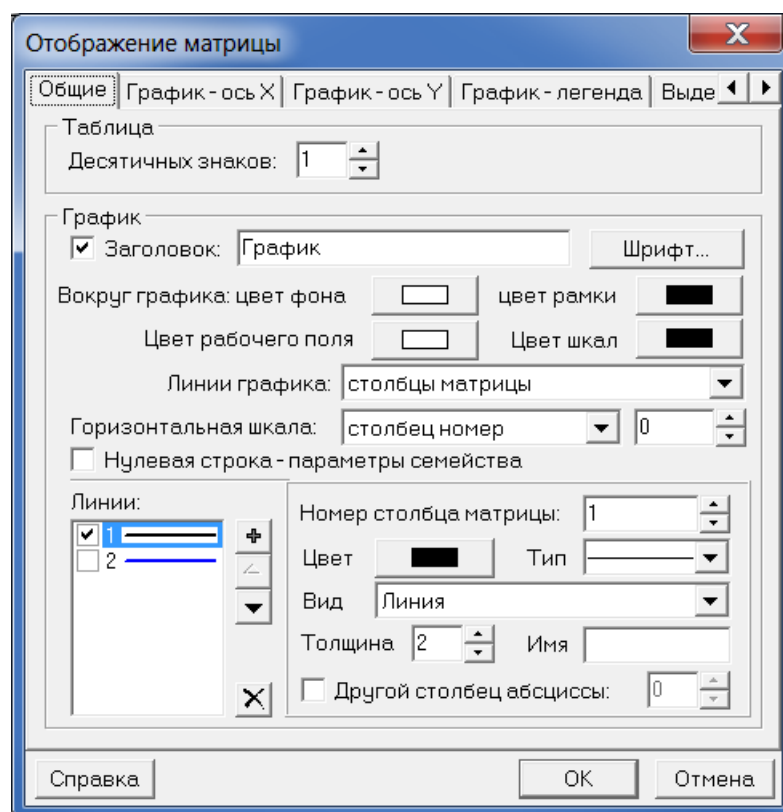 Отображение матрицы
Общие График - ось X График - ось Y График - легенда Выде
Таблица
Десятичных знаков: 1
График
Заголовок: График Шрифт...
Вокруг графика: цвет фона цвет рамки
Цвет рабочего поля Цвет шкал
Линии графика: столбцы матрицы
Горизонтальная шкала: столбец номер 0
Нулевая строка - параметры семейства
Линии:
1
2
Номер столбца матрицы: 1
Цвет Тип
Вид Линия
Толщина 2 Имя
Другой столбец абсциссы: 0
Справка OK Отмена